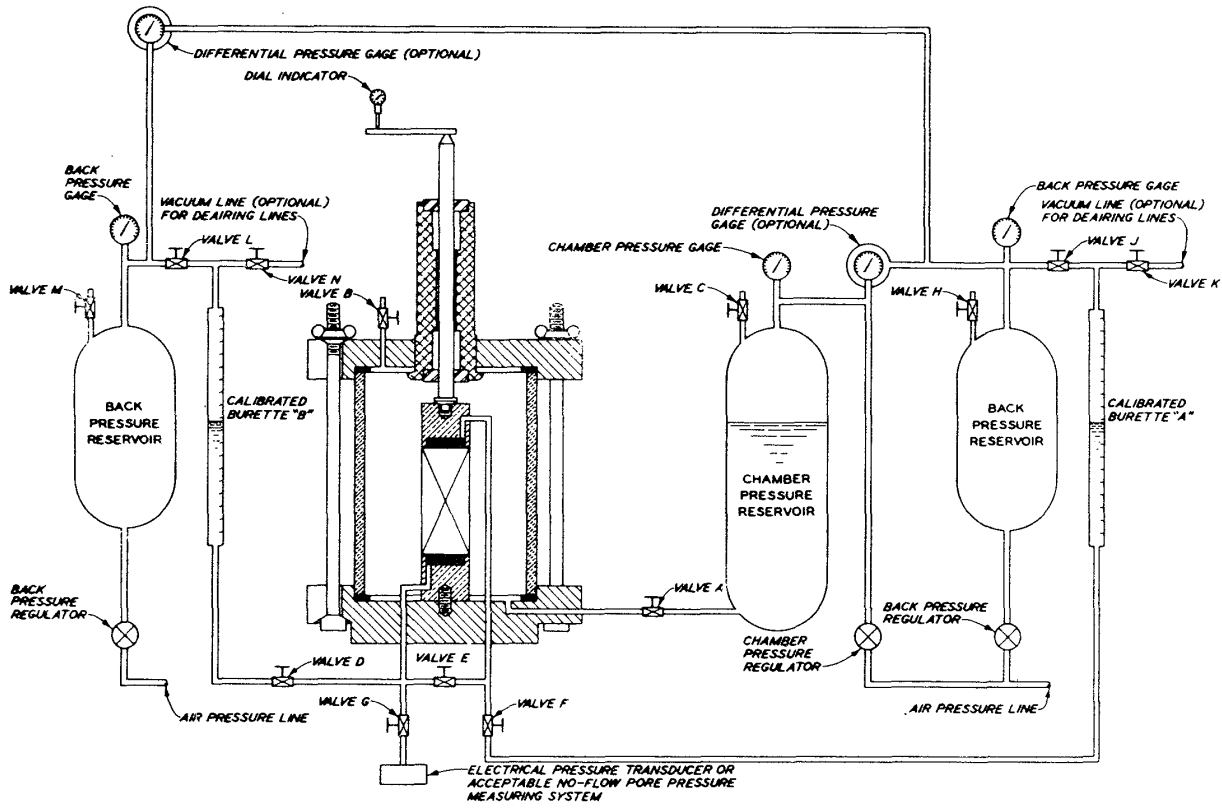 DIFFERENTIAL PRESSURE GAGE (OPTIONAL)
DIAL INDICATOR
BACK
PRESSURE
GAGE
VACUUM LINE (OPTIONAL)
FOR DEAIRING LINES
VALVE L
VALVE N
VALVE B
VALVE M
BACK
PRESSURE
RESERVOIR
CALIBRATED
BURETTE "B"
BACK
PRESSURE
REGULATOR
AIR PRESSURE LINE
VALVE D
VALVE E
VALVE G
VALVE F
ELECTRICAL PRESSURE TRANSDUCER OR
ACCEPTABLE NO-FLOW PORE PRESSURE
MEASURING SYSTEM
DIFFERENTIAL PRESSURE
GAGE (OPTIONAL)
CHAMBER PRESSURE GAGE
VALVE C
CHAMBER
PRESSURE
RESERVOIR
VALVE A
CHAMBER
PRESSURE
REGULATOR
BACK PRESSURE GAGE
VACUUM LINE (OPTIONAL)
FOR DEAIRING LINES
VALVE J
VALVE K
VALVE H
BACK
PRESSURE
RESERVOIR
CALIBRATED
BURETTE "A"
BACK PRESSURE
REGULATOR
AIR PRESSURE LINE